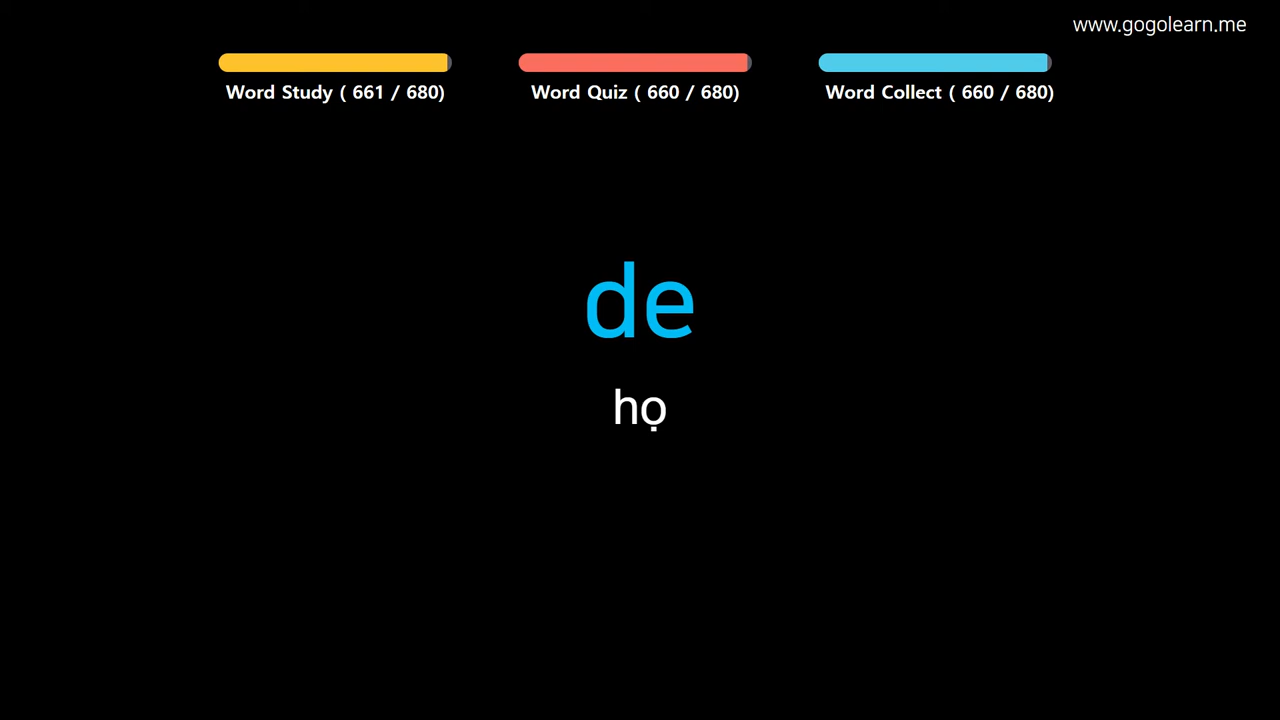 www.gogolearn.me
Word Study ( 661 / 680)
Word Quiz ( 660 / 680)
Word Collect ( 660 / 680)
de
họ